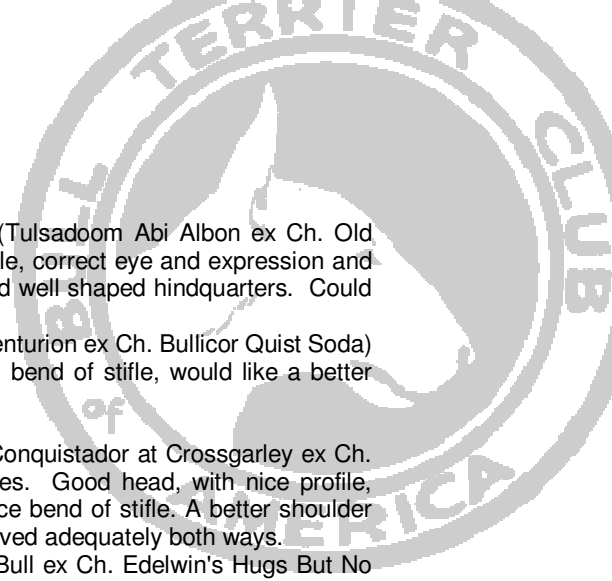 BULL TERRIER CLUB
of
AMERICA
(Tulsadoom Abi Albon ex Ch. Old
le, correct eye and expression and
d well shaped hindquarters. Could
enturion ex Ch. Bullicor Quist Soda)
bend of stifle, would like a better
Conquistador at Crossgarley ex Ch.
es. Good head, with nice profile,
ce bend of stifle. A better shoulder
ved adequately both ways.
Bull ex Ch. Edelwin's Hugs But No